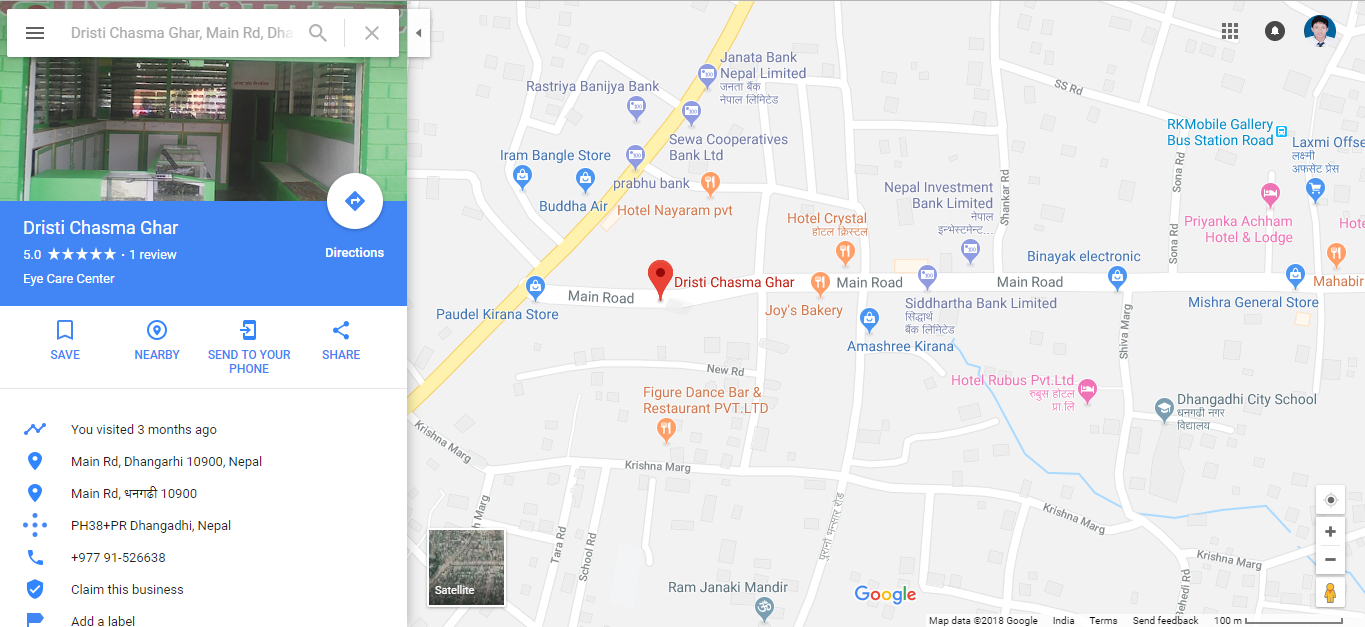 Dristi Chasma Ghar, Main Rd, Dha
Dristi Chasma Ghar
5.0 ★★★★★ · 1 review
Eye Care Center
Directions
SAVE
NEARBY
SEND TO YOUR
PHONE
SHARE
You visited 3 months ago
Main Rd, Dhangarhi 10900, Nepal
Main Rd, धनगढी 10900
PH38+PR Dhangadhi, Nepal
+977 91-526638
Claim this business
Add a label
Janata Bank
Nepal Limited
जनता बैंक
नेपाल लिमिटेड
Rastriya Banijya Bank
Sewa Cooperatives
Bank Ltd
Iram Bangle Store
prabhu bank
Buddha Air
Hotel Nayaram pvt
SS Rd
RKMobile Gallery
Bus Station Road
Laxmi Offse
लक्ष्मी
अफसेट प्रेस
Sona Rd
Shankar Rd
Nepal Investment
Bank Limited
नेपाल
इन्भेस्टमेन्ट...
Hotel Crystal
होटल क्रिस्टल
Priyanka Achham
Hotel & Lodge
Hote
Sona Rd
Binayak electronic
Dristi Chasma Ghar
Main Road
Main Road
Main Road
Mahabir
Paudel Kirana Store
Joy's Bakery
Siddhartha Bank Limited
सिद्धार्थ
बैंक लिमिटेड
Mishra General Store
Amashree Kirana
Shiva Marg
New Rd
Figure Dance Bar &
Restaurant PVT.LTD
Hotel Rubus Pvt.Ltd
रुबुस होटल
प्रा.लि
Dhangadhi City School
धनगढी नगर
विद्यालय
Krishna Marg
Krishna Marg
Krishna Marg
Krishna Marg
h Marg
Tara Rd
School Rd
पुरानो भन्सार रोड
Behedi Rd
Ram Janaki Mandir
Satellite
Google
Map data ©2018 Google India Terms Send feedback 100 m